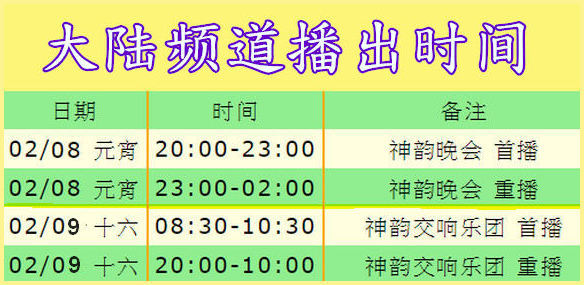 大陆频道播出时间
日期 时间 备注
02/08 元宵 20:00-23:00 神韵晚会 首播
02/08 元宵 23:00-02:00 神韵晚会 重播
02/09 十六 08:30-10:30 神韵交响乐团 首播
02/09 十六 20:00-10:00 神韵交响乐团 重播